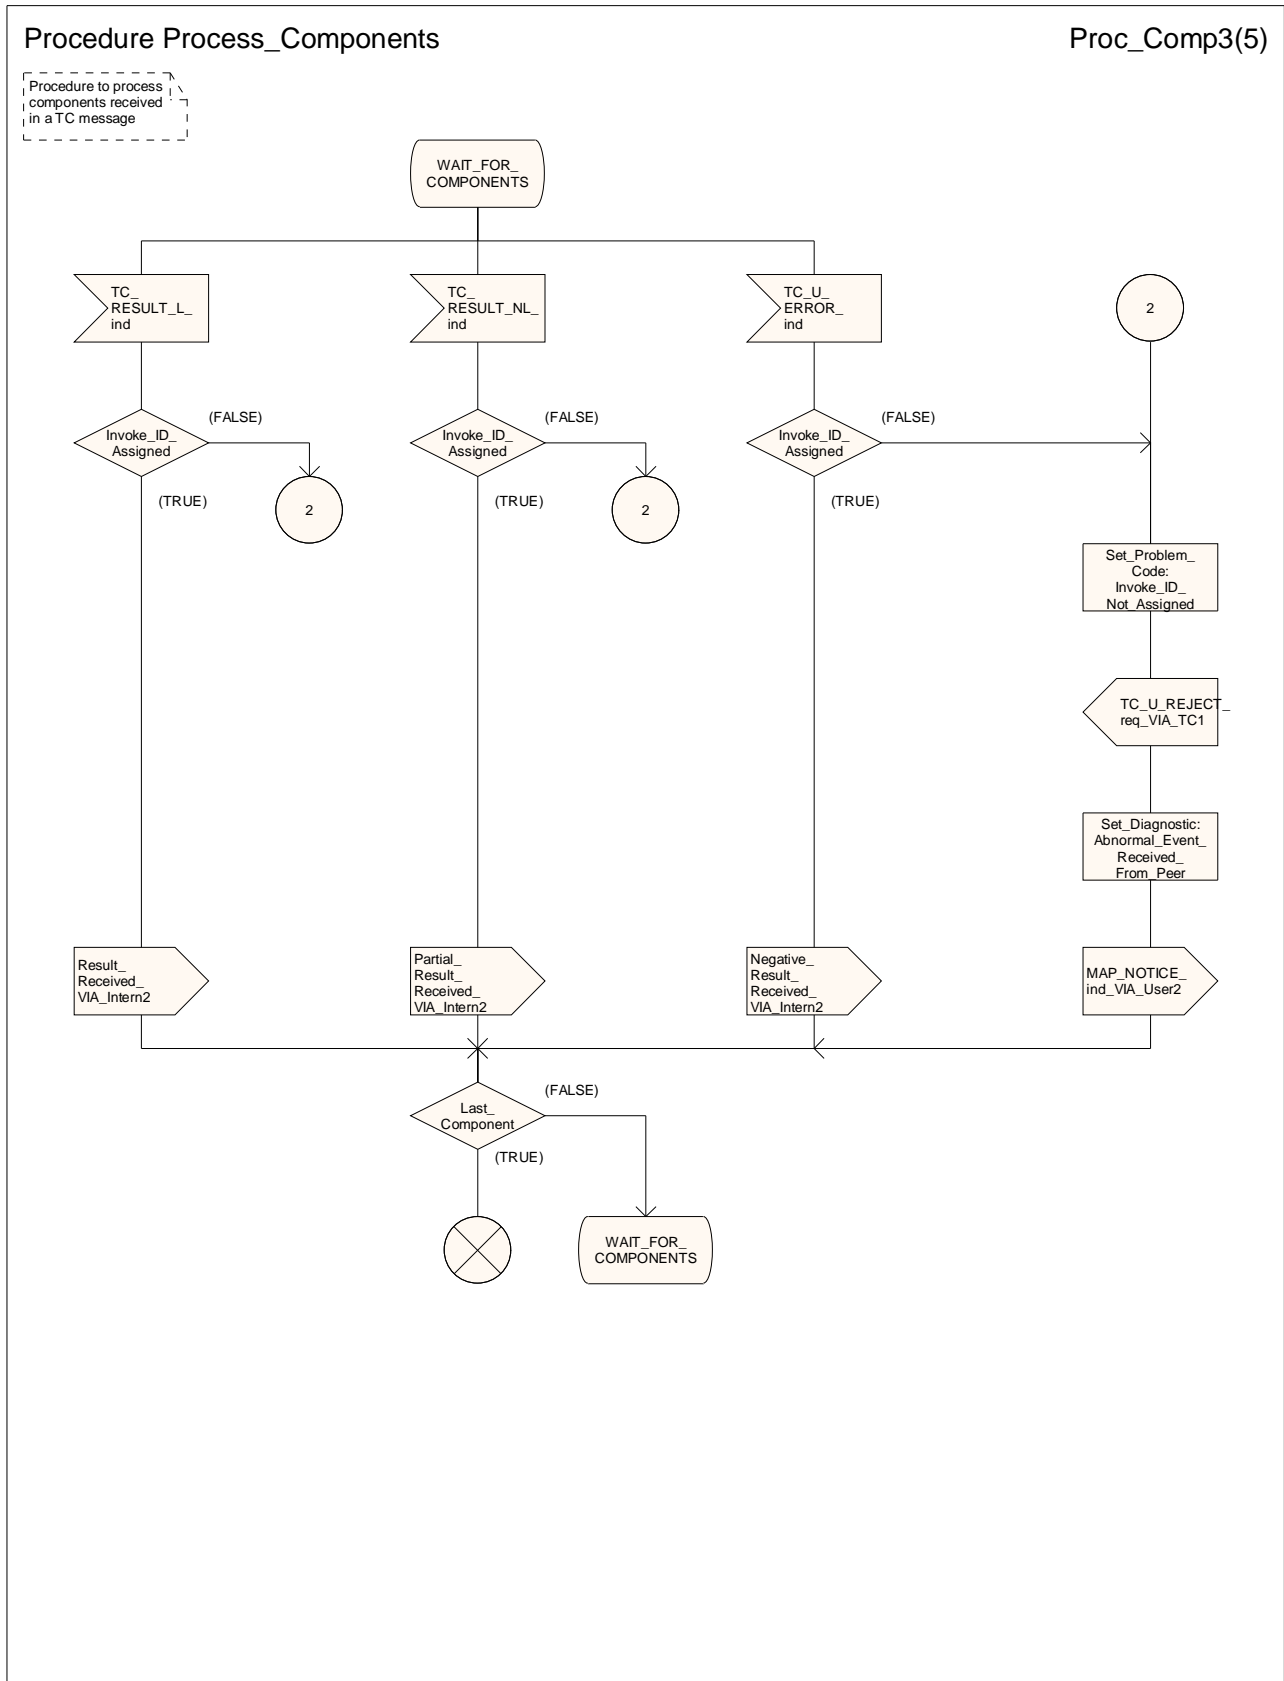 Procedure Process_Components
Proc_Comp3(5)
Procedure to process
components received
in a TC message
WAIT_FOR_
COMPONENTS
TC_
RESULT_L_
ind
TC_
RESULT_NL_
ind
TC_U_
ERROR_
ind
2
Invoke_ID_
Assigned
(FALSE)
(TRUE)
2
Invoke_ID_
Assigned
(FALSE)
(TRUE)
2
Invoke_ID_
Assigned
(FALSE)
(TRUE)
Set_Problem_
Code:
Invoke_ID_
Not_Assigned
TC_U_REJECT_
req_VIA_TC1
Set_Diagnostic:
Abnormal_Event_
Received_
From_Peer
Result_
Received_
VIA_Intern2
Partial_
Result_
Received_
VIA_Intern2
Negative_
Result_
Received_
VIA_Intern2
MAP_NOTICE_
ind_VIA_User2
Last_
Component
(FALSE)
(TRUE)
WAIT_FOR_
COMPONENTS